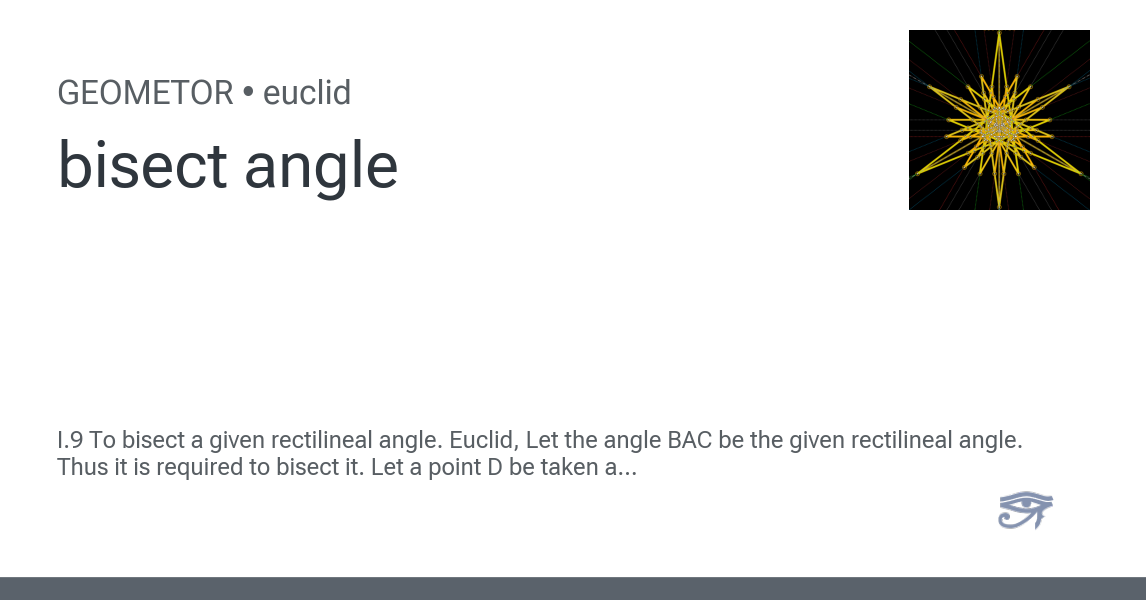 GEOMETOR • euclid
bisect angle
I.9 To bisect a given rectilineal angle. Euclid, Let the angle BAC be the given rectilineal angle.
Thus it is required to bisect it. Let a point D be taken a...